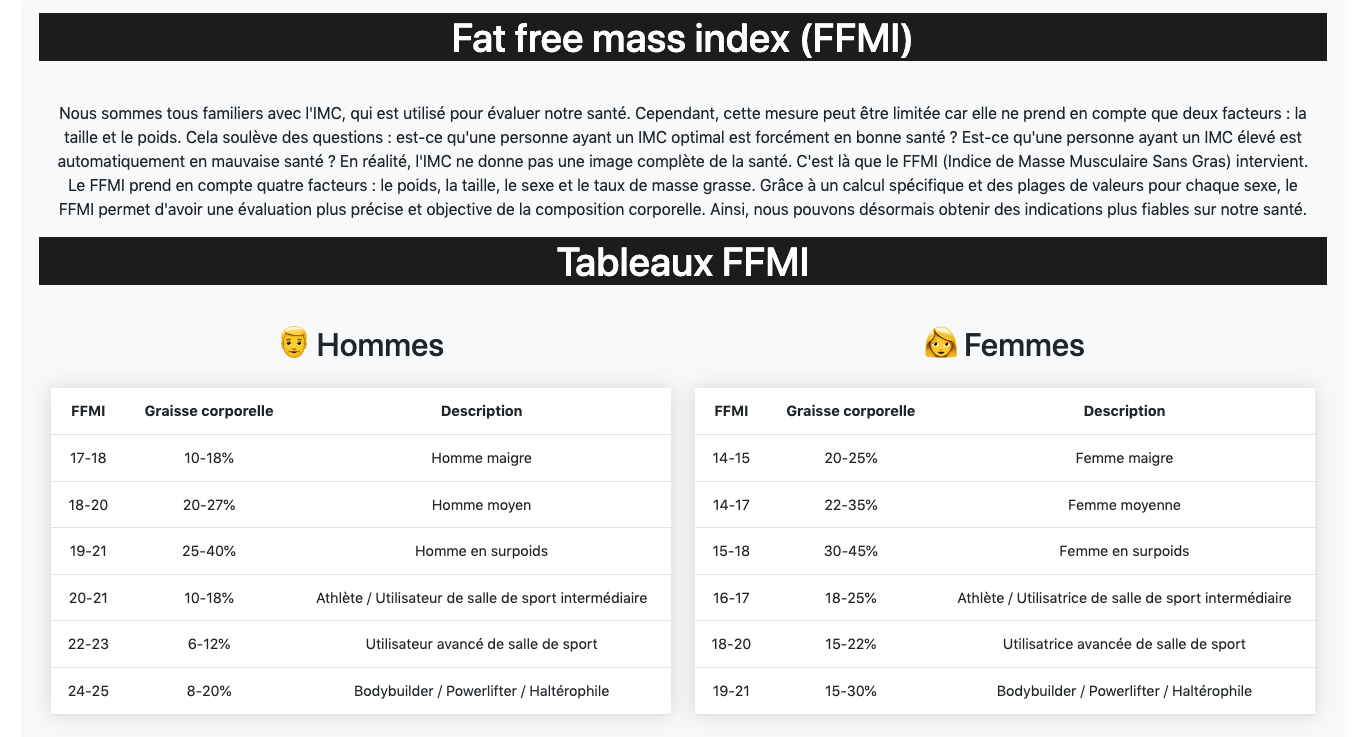 Fat free mass index (FFMI)
Nous sommes tous familiers avec l'IMC, qui est utilisé pour évaluer notre santé. Cependant, cette mesure peut être limitée car elle ne prend en compte que deux facteurs : la
taille et le poids. Cela soulève des questions : est-ce qu'une personne ayant un IMC optimal est forcément en bonne santé ? Est-ce qu'une personne ayant un IMC élevé est
automatiquement en mauvaise santé ? En réalité, l'IMC ne donne pas une image complète de la santé. C'est là que le FFMI (Indice de Masse Musculaire Sans Gras) intervient.
Le FFMI prend en compte quatre facteurs : le poids, la taille, le sexe et le taux de masse grasse. Grâce à un calcul spécifique et des plages de valeurs pour chaque sexe, le
FFMI permet d'avoir une évaluation plus précise et objective de la composition corporelle. Ainsi, nous pouvons désormais obtenir des indications plus fiables sur notre santé.
Tableaux FFMI
Hommes
FFMI Graisse corporelle Description
17-18 10-18% Homme maigre
18-20 20-27% Homme moyen
19-21 25-40% Homme en surpoids
20-21 10-18% Athlète / Utilisateur de salle de sport intermédiaire
22-23 6-12% Utilisateur avancé de salle de sport
24-25 8-20% Bodybuilder / Powerlifter / Haltérophile
Femmes
FFMI Graisse corporelle Description
14-15 20-25% Femme maigre
14-17 22-35% Femme moyenne
15-18 30-45% Femme en surpoids
16-17 18-25% Athlète / Utilisatrice de salle de sport intermédiaire
18-20 15-22% Utilisatrice avancée de salle de sport
19-21 15-30% Bodybuilder / Powerlifter / Haltérophile